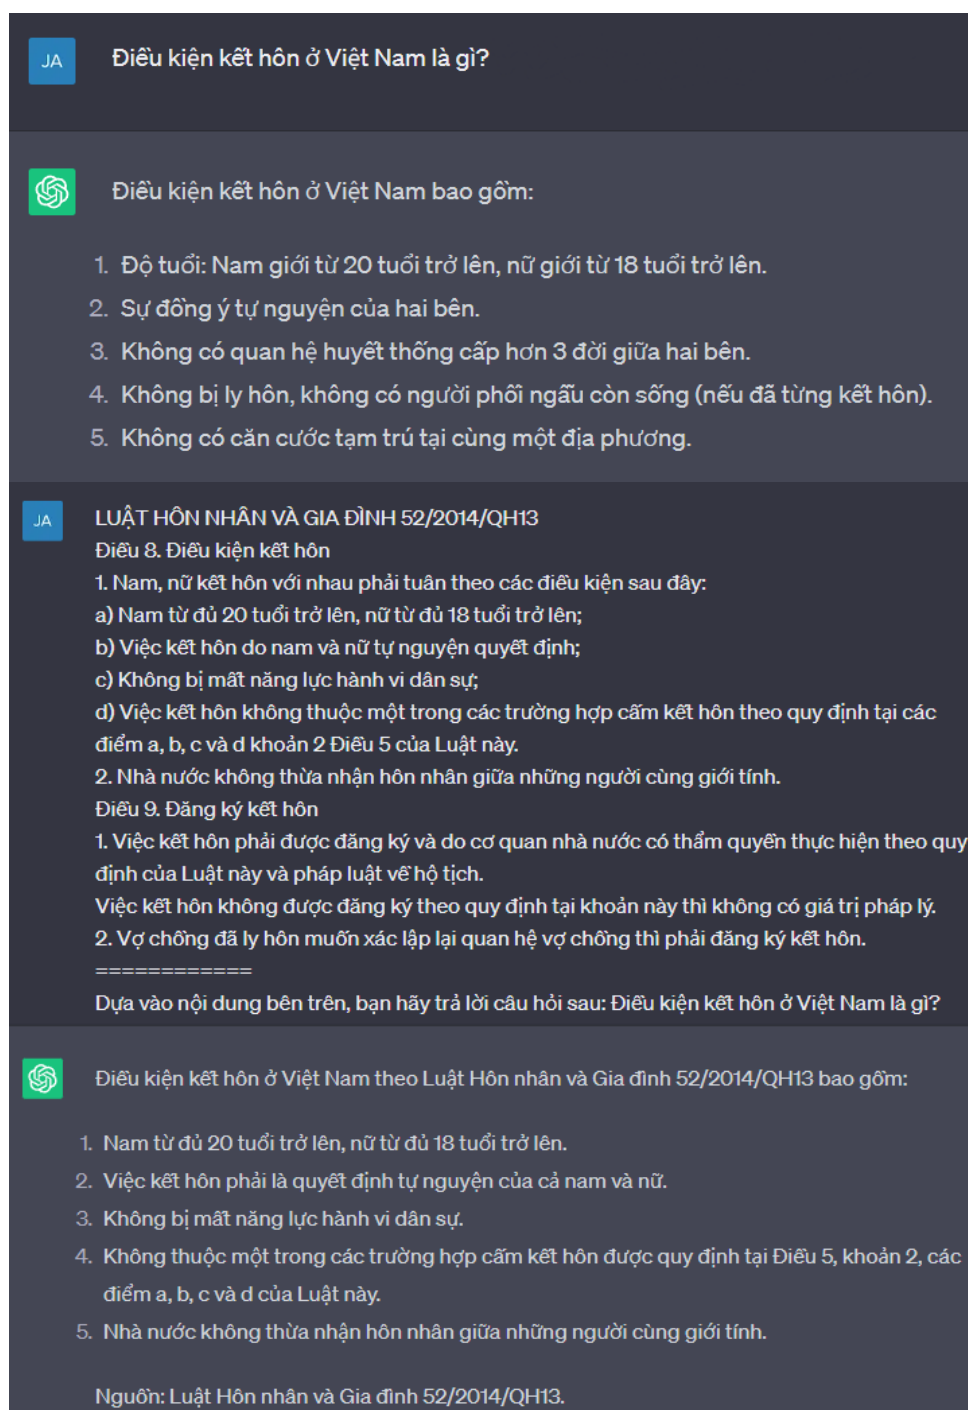 JA
Điều kiện kết hôn ở Việt Nam là gì?
Điều kiện kết hôn ở Việt Nam bao gồm:
1. Độ tuổi: Nam giới từ 20 tuổi trở lên, nữ giới từ 18 tuổi trở lên.
2. Sự đồng ý tự nguyện của hai bên.
3. Không có quan hệ huyết thống cấp hơn 3 đời giữa hai bên.
4. Không bị ly hôn, không có người phối ngẫu còn sống (nếu đã từng kết hôn).
5. Không có căn cước tạm trú tại cùng một địa phương.
JA
LUẬT HÔN NHÂN VÀ GIA ĐÌNH 52/2014/QH13
Điều 8. Điều kiện kết hôn
1. Nam, nữ kết hôn với nhau phải tuân theo các điều kiện sau đây:
a) Nam từ đủ 20 tuổi trở lên, nữ từ đủ 18 tuổi trở lên;
b) Việc kết hôn do nam và nữ tự nguyện quyết định;
c) Không bị mất năng lực hành vi dân sự;
d) Việc kết hôn không thuộc một trong các trường hợp cấm kết hôn theo quy định tại các
điểm a, b, c và d khoản 2 Điều 5 của Luật này.
2. Nhà nước không thừa nhận hôn nhân giữa những người cùng giới tính.
Điều 9. Đăng ký kết hôn
1. Việc kết hôn phải được đăng ký và do cơ quan nhà nước có thẩm quyền thực hiện theo quy
định của Luật này và pháp luật về hộ tịch.
Việc kết hôn không được đăng ký theo quy định tại khoản này thì không có giá trị pháp lý.
2. Vợ chồng đã ly hôn muốn xác lập lại quan hệ vợ chồng thì phải đăng ký kết hôn.
============
Dựa vào nội dung bên trên, bạn hãy trả lời câu hỏi sau: Điều kiện kết hôn ở Việt Nam là gì?
Điều kiện kết hôn ở Việt Nam theo Luật Hôn nhân và Gia đình 52/2014/QH13 bao gồm:
1. Nam từ đủ 20 tuổi trở lên, nữ từ đủ 18 tuổi trở lên.
2. Việc kết hôn phải là quyết định tự nguyện của cả nam và nữ.
3. Không bị mất năng lực hành vi dân sự.
4. Không thuộc một trong các trường hợp cấm kết hôn được quy định tại Điều 5, khoản 2, các
điểm a, b, c và d của Luật này.
5. Nhà nước không thừa nhận hôn nhân giữa những người cùng giới tính.
Nguồn: Luật Hôn nhân và Gia đình 52/2014/QH13.